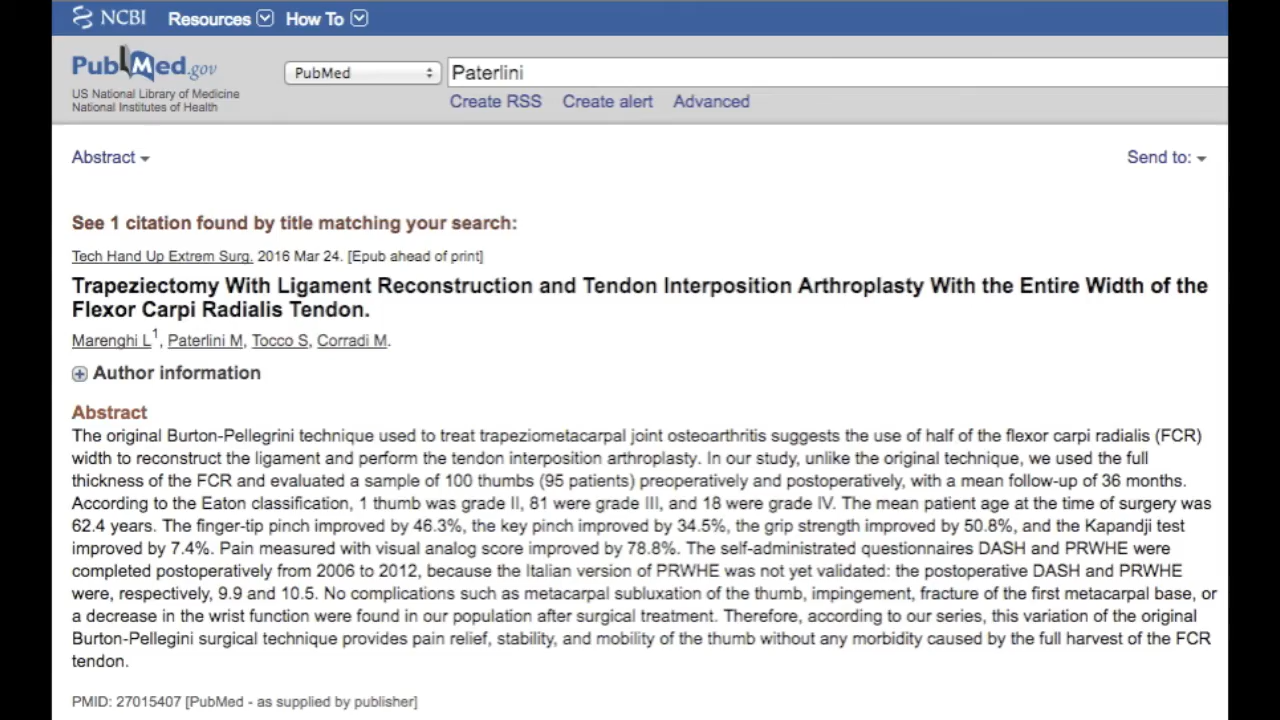 NCBI Resources How To
PubMed.gov
US National Library of Medicine
National Institutes of Health
PubMed
Paterlini
Create RSS Create alert Advanced
Abstract
Send to:
See 1 citation found by title matching your search:
Tech Hand Up Extrem Surg. 2016 Mar 24. [Epub ahead of print]
Trapeziectomy With Ligament Reconstruction and Tendon Interposition Arthroplasty With the Entire Width of the
Flexor Carpi Radialis Tendon.
Marenghi L1, Paterlini M, Tocco S, Corradi M.
Author information
Abstract
The original Burton-Pellegrini technique used to treat trapeziometacarpal joint osteoarthritis suggests the use of half of the flexor carpi radialis (FCR)
width to reconstruct the ligament and perform the tendon interposition arthroplasty. In our study, unlike the original technique, we used the full
thickness of the FCR and evaluated a sample of 100 thumbs (95 patients) preoperatively and postoperatively, with a mean follow-up of 36 months.
According to the Eaton classification, 1 thumb was grade II, 81 were grade III, and 18 were grade IV. The mean patient age at the time of surgery was
62.4 years. The finger-tip pinch improved by 46.3%, the key pinch improved by 34.5%, the grip strength improved by 50.8%, and the Kapandji test
improved by 7.4%. Pain measured with visual analog score improved by 78.8%. The self-administrated questionnaires DASH and PRWHE were
completed postoperatively from 2006 to 2012, because the Italian version of PRWHE was not yet validated: the postoperative DASH and PRWHE
were, respectively, 9.9 and 10.5. No complications such as metacarpal subluxation of the thumb, impingement, fracture of the first metacarpal base, or
a decrease in the wrist function were found in our population after surgical treatment. Therefore, according to our series, this variation of the original
Burton-Pellegini surgical technique provides pain relief, stability, and mobility of the thumb without any morbidity caused by the full harvest of the FCR
tendon.
PMID: 27015407 [PubMed - as supplied by publisher]